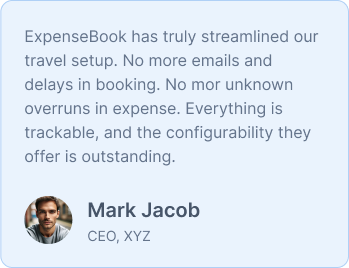 ExpenseBook has truly streamlined our
travel setup. No more emails and
delays in booking. No mor unknown
overruns in expense. Everything is
trackable, and the configurability they
offer is outstanding.
Mark Jacob
CEO, XYZ